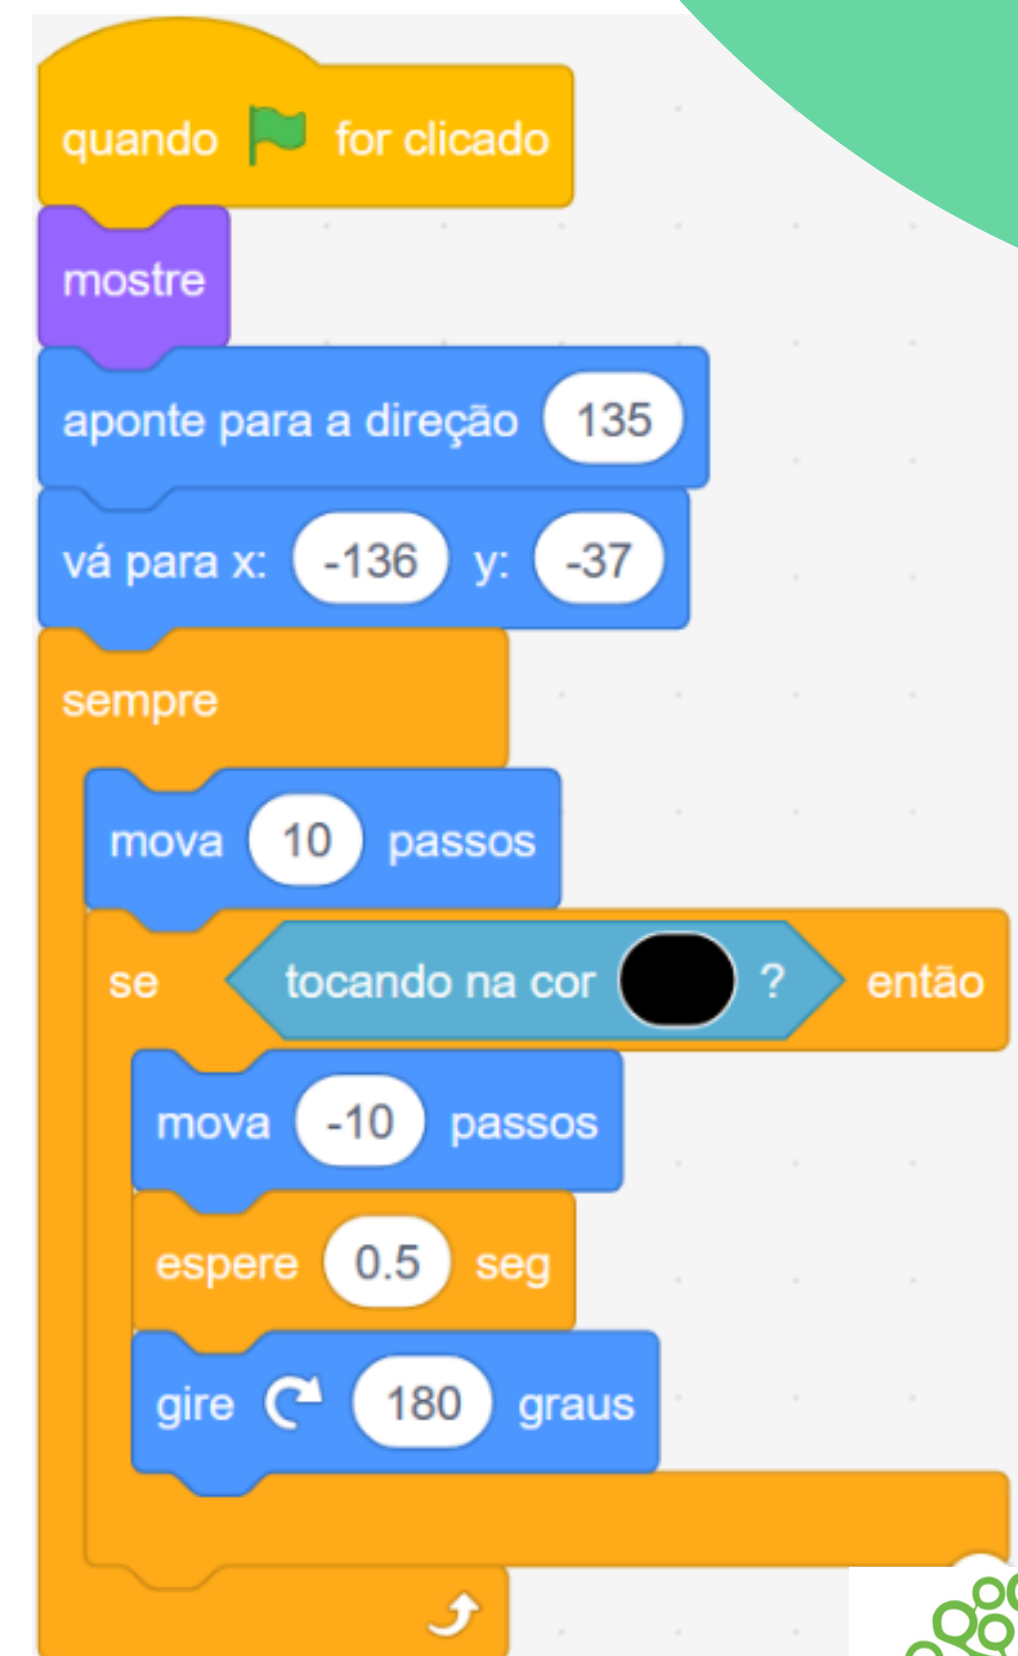 quando for clicado
mostre
aponte para a direção 135
vá para x: -136 y: -37
sempre
mova 10 passos
se tocando na cor ? então
mova -10 passos
espere 0.5 seg
gire 180 graus